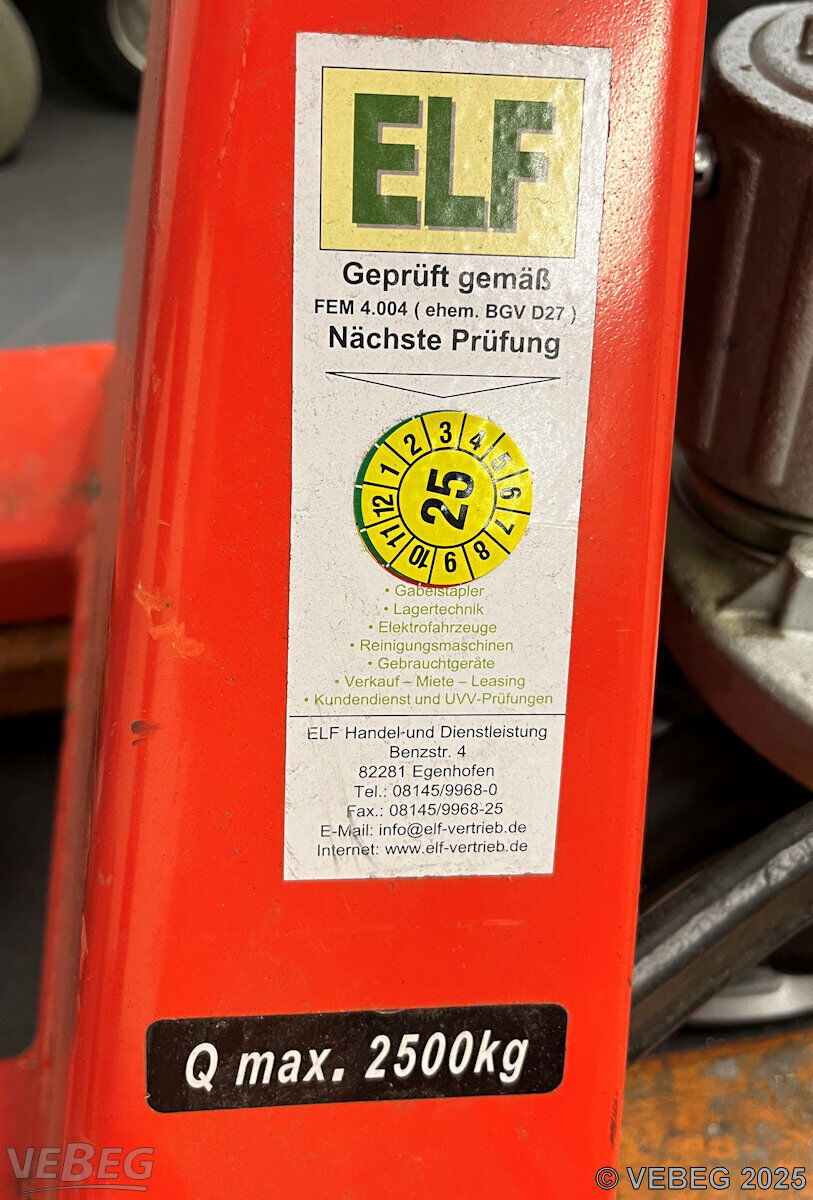 ELF
Geprüft gemäß
FEM 4.004 ( ehem. BGV D27 )
Nächste Prüfung
1 2 3 4 5 6 7 8 9 10 11 12
25
• Gabelstapler
• Lagertechnik
• Elektrofahrzeuge
• Reinigungsmaschinen
• Gebrauchtgeräte
• Verkauf – Miete – Leasing
• Kundendienst und UVV-Prüfungen
ELF Handel und Dienstleistung
Benzstr. 4
82281 Egenhofen
Tel.: 08145/9968-0
Fax.: 08145/9968-25
E-Mail: info@elf-vertrieb.de
Internet: www.elf-vertrieb.de
Q max. 2500kg
VEBEG
© VEBEG 2025